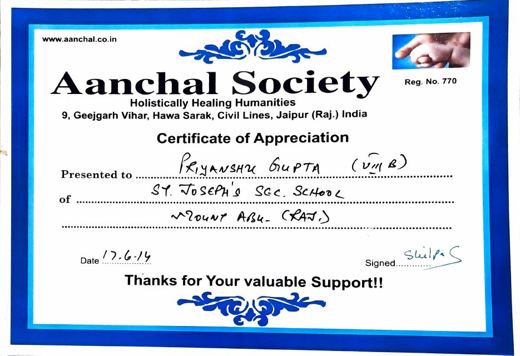 www.aanchal.co.in
Reg. No. 770
Aanchal Society
Holistically Healing Humanities
9, Geejgarh Vihar, Hawa Sarak, Civil Lines, Jaipur (Raj.) India
Certificate of Appreciation
Presented to PRIYANSHU GUPTA (VIII B)
of ST. JOSEPH'S SEC. SCHOOL
MOUNT ABU. (RAJ.)
Date 17.6.14
Signed Shilpa S
Thanks for Your valuable Support!!